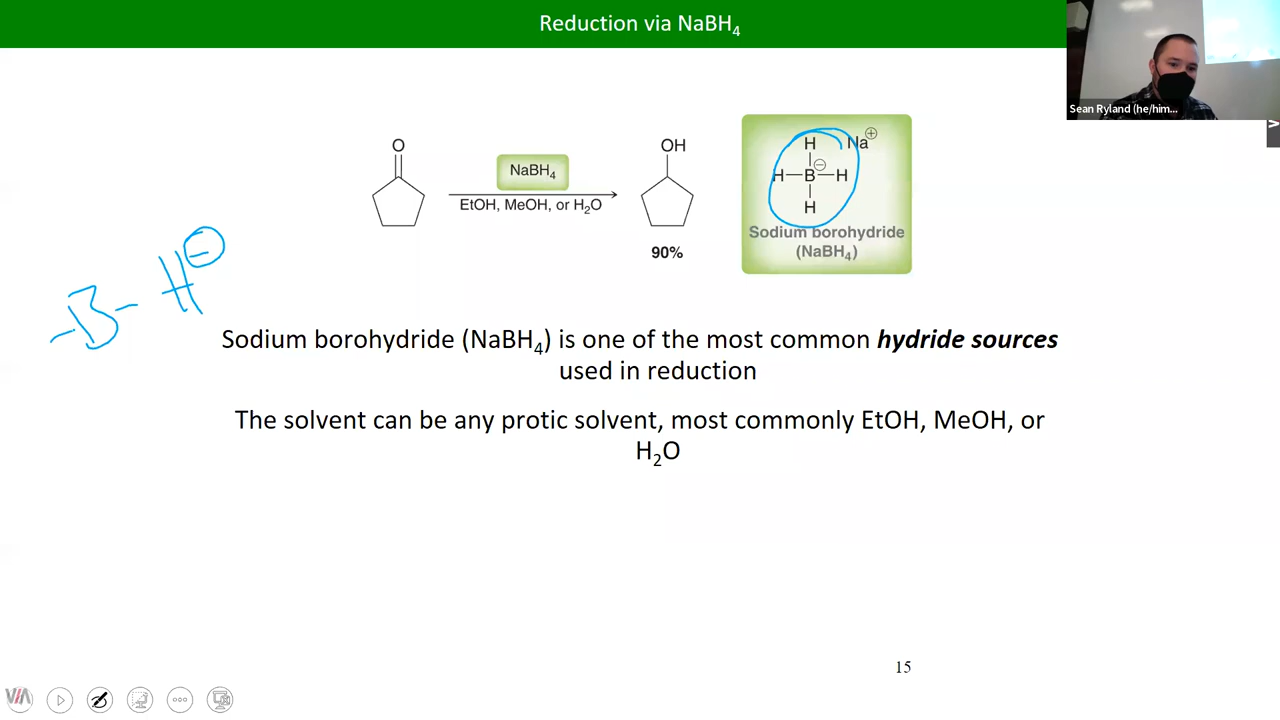 Reduction via NaBH4
Sean Ryland (he/him...
V
O
NaBH4
EtOH, MeOH, or H2O
OH
90%
H
Na⊕
H—B⊖—H
H
Sodium borohydride
(NaBH4)
-B- H⊖
Sodium borohydride (NaBH4) is one of the most common hydride sources
used in reduction
The solvent can be any protic solvent, most commonly EtOH, MeOH, or
H2O
15
VIA